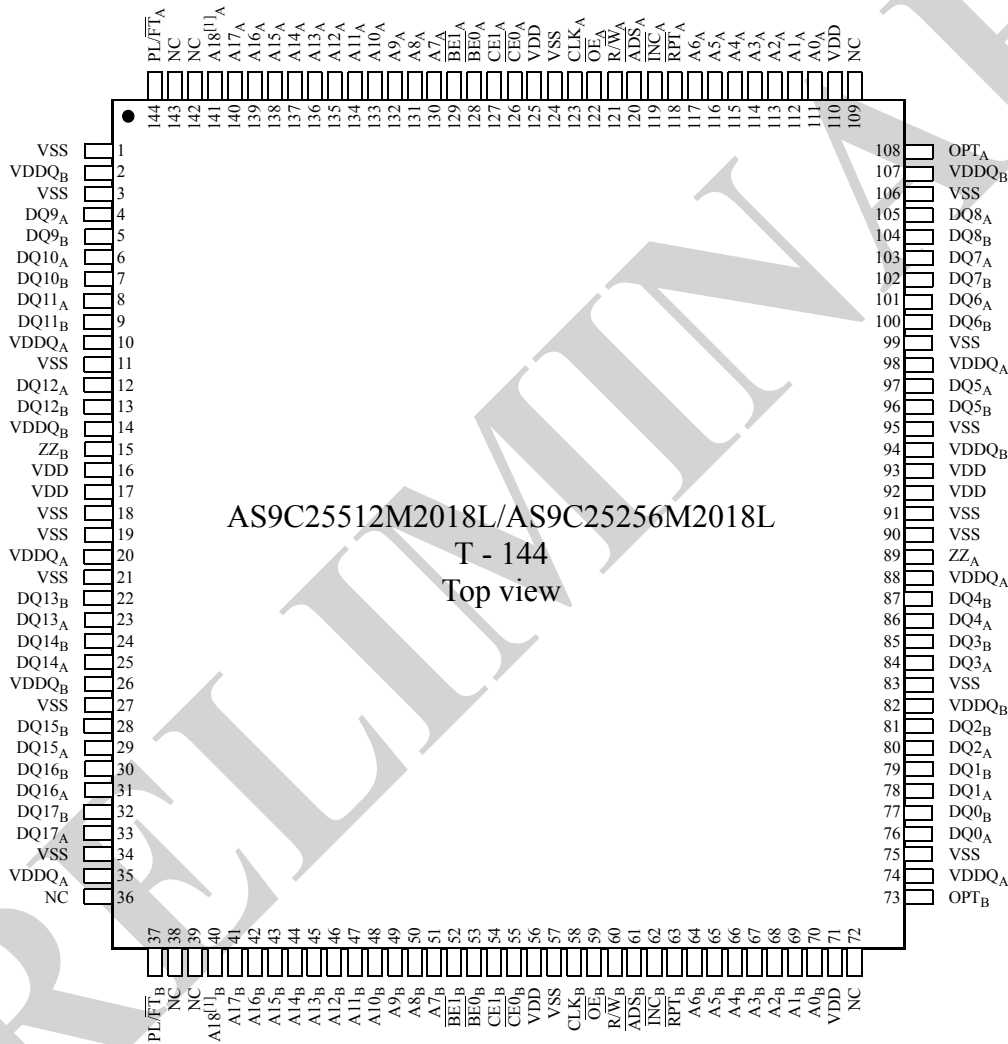 PL/FT_A NC NC A18[1]_A A17_A A16_A A15_A A14_A A13_A A12_A A11_A A10_A A9_A A8_A A7_A BE1_A BE0_A CE1_A CE0_A VDD VSS CLK_A OE_A R/W_A ADS_A INC_A RPT_A A6_A A5_A A4_A A3_A A2_A A1_A A0_A VDD NC
144 143 142 141 140 139 138 137 136 135 134 133 132 131 130 129 128 127 126 125 124 123 122 121 120 119 118 117 116 115 114 113 112 111 110 109
VSS 1 108 OPT_A
VDDQ_B 2 107 VDDQ_B
VSS 3 106 VSS
DQ9_A 4 105 DQ8_A
DQ9_B 5 104 DQ8_B
DQ10_A 6 103 DQ7_A
DQ10_B 7 102 DQ7_B
DQ11_A 8 101 DQ6_A
DQ11_B 9 100 DQ6_B
VDDQ_A 10 99 VSS
VSS 11 98 VDDQ_A
DQ12_A 12 97 DQ5_A
DQ12_B 13 96 DQ5_B
VDDQ_B 14 95 VSS
ZZ_B 15 94 VDDQ_B
VDD 16 93 VDD
VDD 17 92 VDD
VSS 18 91 VSS
AS9C25512M2018L/AS9C25256M2018L
VSS 19 90 VSS
VDDQ_A 20 89 ZZ_A
T - 144
VSS 21 88 VDDQ_A
Top view
DQ13_B 22 87 DQ4_B
DQ13_A 23 86 DQ4_A
DQ14_B 24 85 DQ3_B
DQ14_A 25 84 DQ3_A
VDDQ_B 26 83 VSS
VSS 27 82 VDDQ_B
DQ15_B 28 81 DQ2_B
DQ15_A 29 80 DQ2_A
DQ16_B 30 79 DQ1_B
DQ16_A 31 78 DQ1_A
DQ17_B 32 77 DQ0_B
DQ17_A 33 76 DQ0_A
VSS 34 75 VSS
VDDQ_A 35 74 VDDQ_A
NC 36 73 OPT_B
37 38 39 40 41 42 43 44 45 46 47 48 49 50 51 52 53 54 55 56 57 58 59 60 61 62 63 64 65 66 67 68 69 70 71 72
PL/FT_B NC NC A18[1]_B A17_B A16_B A15_B A14_B A13_B A12_B A11_B A10_B A9_B A8_B A7_B BE1_B BE0_B CE1_B CE0_B VDD VSS CLK_B OE_B R/W_B ADS_B INC_B RPT_B A6_B A5_B A4_B A3_B A2_B A1_B A0_B VDD NC